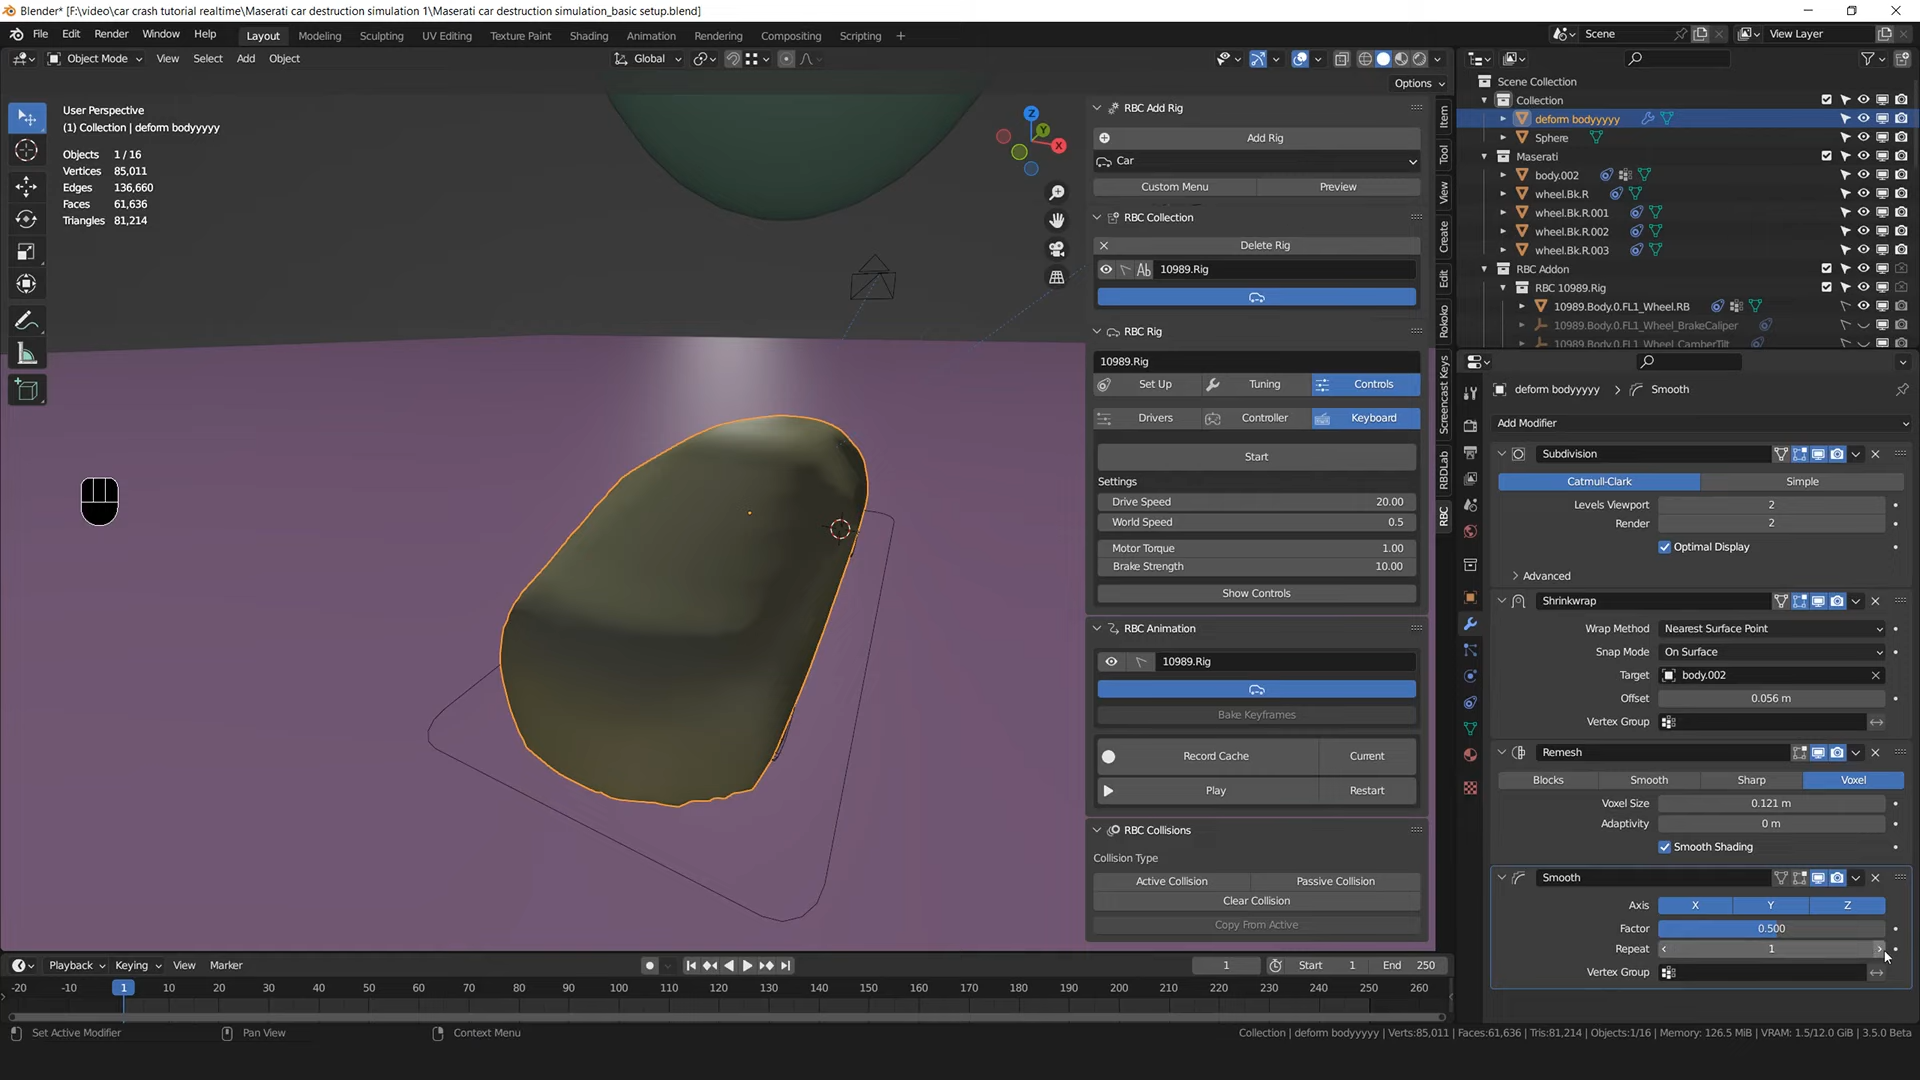 Blender* [F:\video\car crash tutorial realtime\Maserati car destruction simulation 1\Maserati car destruction simulation_basic setup.blend]
File Edit Render Window Help Layout Modeling Sculpting UV Editing Texture Paint Shading Animation Rendering Compositing Scripting + Scene View Layer
Object Mode View Select Add Object Global
Options
User Perspective
(1) Collection | deform bodyyyyy
Objects 1 / 16
Vertices 85,011
Edges 136,660
Faces 61,636
Triangles 81,214
Z
Y
X
RBC Add Rig
Add Rig
Car
Custom Menu Preview
RBC Collection
Delete Rig
Ab 10989.Rig
RBC Rig
10989.Rig
Set Up Tuning Controls
Drivers Controller Keyboard
Start
Settings
Drive Speed 20.00
World Speed 0.5
Motor Torque 1.00
Brake Strength 10.00
Show Controls
RBC Animation
10989.Rig
Bake Keyframes
Record Cache Current
Play Restart
RBC Collisions
Collision Type
Active Collision Passive Collision
Clear Collision
Copy From Active
Item
Tool
View
Create
Edit
Rokoko
Screencast Keys
RBDLab
RBC
Scene Collection
Collection
deform bodyyyyy
Sphere
Maserati
body.002
wheel.Bk.R
wheel.Bk.R.001
wheel.Bk.R.002
wheel.Bk.R.003
RBC Addon
RBC 10989.Rig
10989.Body.0.FL1_Wheel.RB
10989.Body.0.FL1_Wheel_BrakeCaliper
10989.Body.0.FL1_Wheel_CamberTilt
deform bodyyyyy > Smooth
Add Modifier
Subdivision
Catmull-Clark Simple
Levels Viewport 2
Render 2
Optimal Display
Advanced
Shrinkwrap
Wrap Method Nearest Surface Point
Snap Mode On Surface
Target body.002
Offset 0.056 m
Vertex Group
Remesh
Blocks Smooth Sharp Voxel
Voxel Size 0.121 m
Adaptivity 0 m
Smooth Shading
Smooth
Axis X Y Z
Factor 0.500
Repeat 1
Vertex Group
Playback Keying View Marker 1 Start 1 End 250
-20 -10 1 10 20 30 40 50 60 70 80 90 100 110 120 130 140 150 160 170 180 190 200 210 220 230 240 250 260
Set Active Modifier Pan View Context Menu Collection | deform bodyyyyy | Verts:85,011 | Faces:61,636 | Tris:81,214 | Objects:1/16 | Memory: 126.5 MiB | VRAM: 1.5/12.0 GiB | 3.5.0 Beta